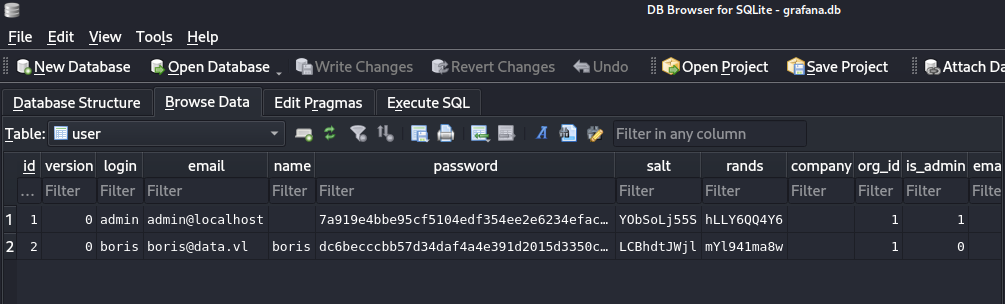 DB Browser for SQLite - grafana.db
File Edit View Tools Help
New Database Open Database Write Changes Revert Changes Undo Open Project Save Project Attach Da
Database Structure Browse Data Edit Pragmas Execute SQL
Table: user Filter in any column
id version login email name password salt rands company org_id is_admin ema
... Filter Filter Filter Filter Filter Filter Filter Filter Filter Filter Filter
1 1 0 admin admin@localhost 7a919e4bbe95cf5104edf354ee2e6234efac… YObSoLj55S hLLY6QQ4Y6 1 1
2 2 0 boris boris@data.vl boris dc6becccbb57d34daf4a4e391d2015d3350c… LCBhdtJWjl mYl941ma8w 1 0